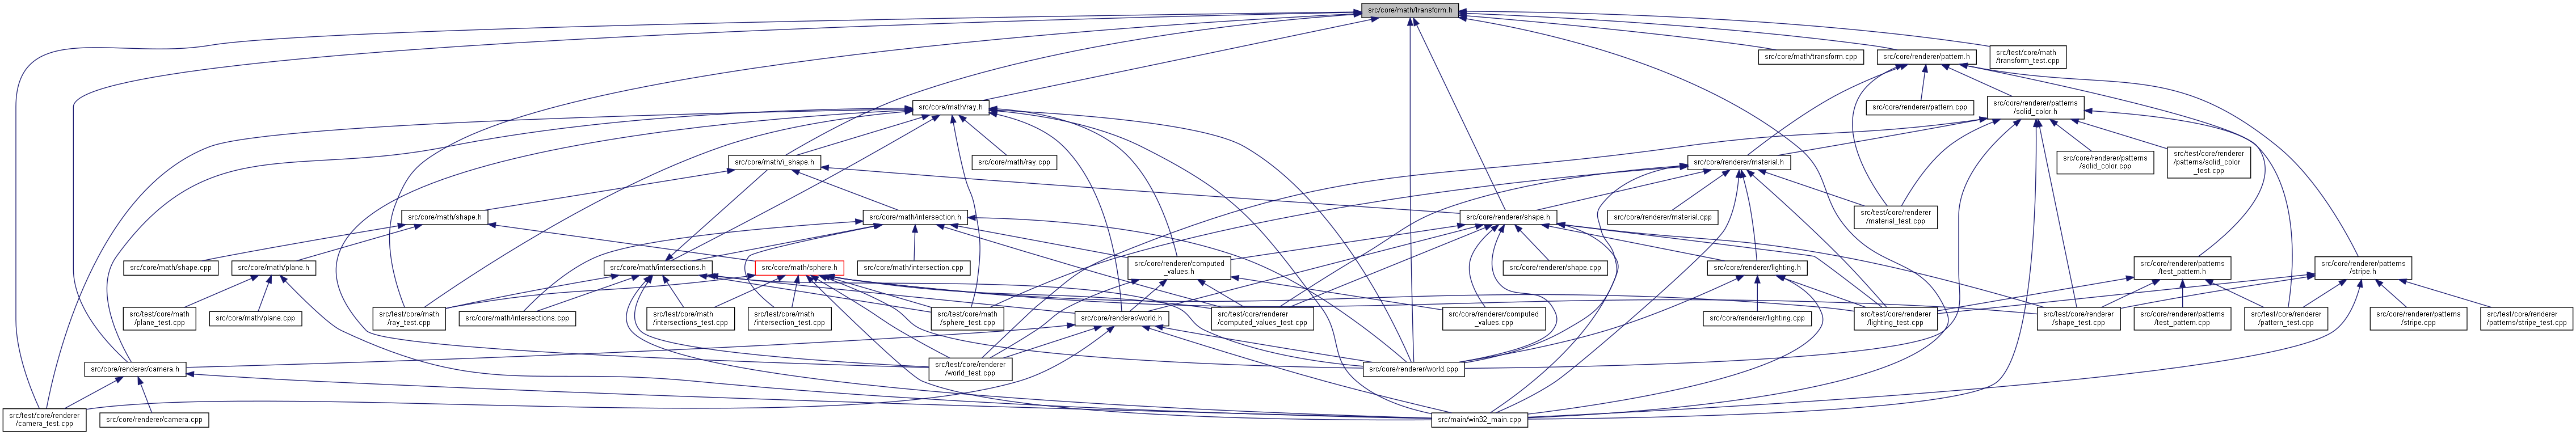 src/core/math/transform.h
src/core/math/transform.cpp
src/core/renderer/pattern.h
src/test/core/math
/transform_test.cpp
src/core/math/ray.h
src/core/renderer/pattern.cpp
src/core/renderer/patterns
/solid_color.h
src/core/math/i_shape.h
src/core/math/ray.cpp
src/core/renderer/material.h
src/core/renderer/patterns
/solid_color.cpp
src/test/core/renderer
/patterns/solid_color
_test.cpp
src/core/math/shape.h
src/core/math/intersection.h
src/core/renderer/shape.h
src/core/renderer/material.cpp
src/test/core/renderer
/material_test.cpp
src/core/math/shape.cpp
src/core/math/plane.h
src/core/math/intersections.h
src/core/math/sphere.h
src/core/math/intersection.cpp
src/core/renderer/computed
_values.h
src/core/renderer/shape.cpp
src/core/renderer/lighting.h
src/core/renderer/patterns
/test_pattern.h
src/core/renderer/patterns
/stripe.h
src/test/core/math
/plane_test.cpp
src/core/math/plane.cpp
src/test/core/math
/ray_test.cpp
src/core/math/intersections.cpp
src/test/core/math
/intersections_test.cpp
src/test/core/math
/intersection_test.cpp
src/test/core/math
/sphere_test.cpp
src/core/renderer/world.h
src/test/core/renderer
/computed_values_test.cpp
src/core/renderer/computed
_values.cpp
src/core/renderer/lighting.cpp
src/test/core/renderer
/lighting_test.cpp
src/test/core/renderer
/shape_test.cpp
src/core/renderer/patterns
/test_pattern.cpp
src/test/core/renderer
/pattern_test.cpp
src/core/renderer/patterns
/stripe.cpp
src/test/core/renderer
/patterns/stripe_test.cpp
src/core/renderer/camera.h
src/test/core/renderer
/world_test.cpp
src/core/renderer/world.cpp
src/test/core/renderer
/camera_test.cpp
src/core/renderer/camera.cpp
src/main/win32_main.cpp